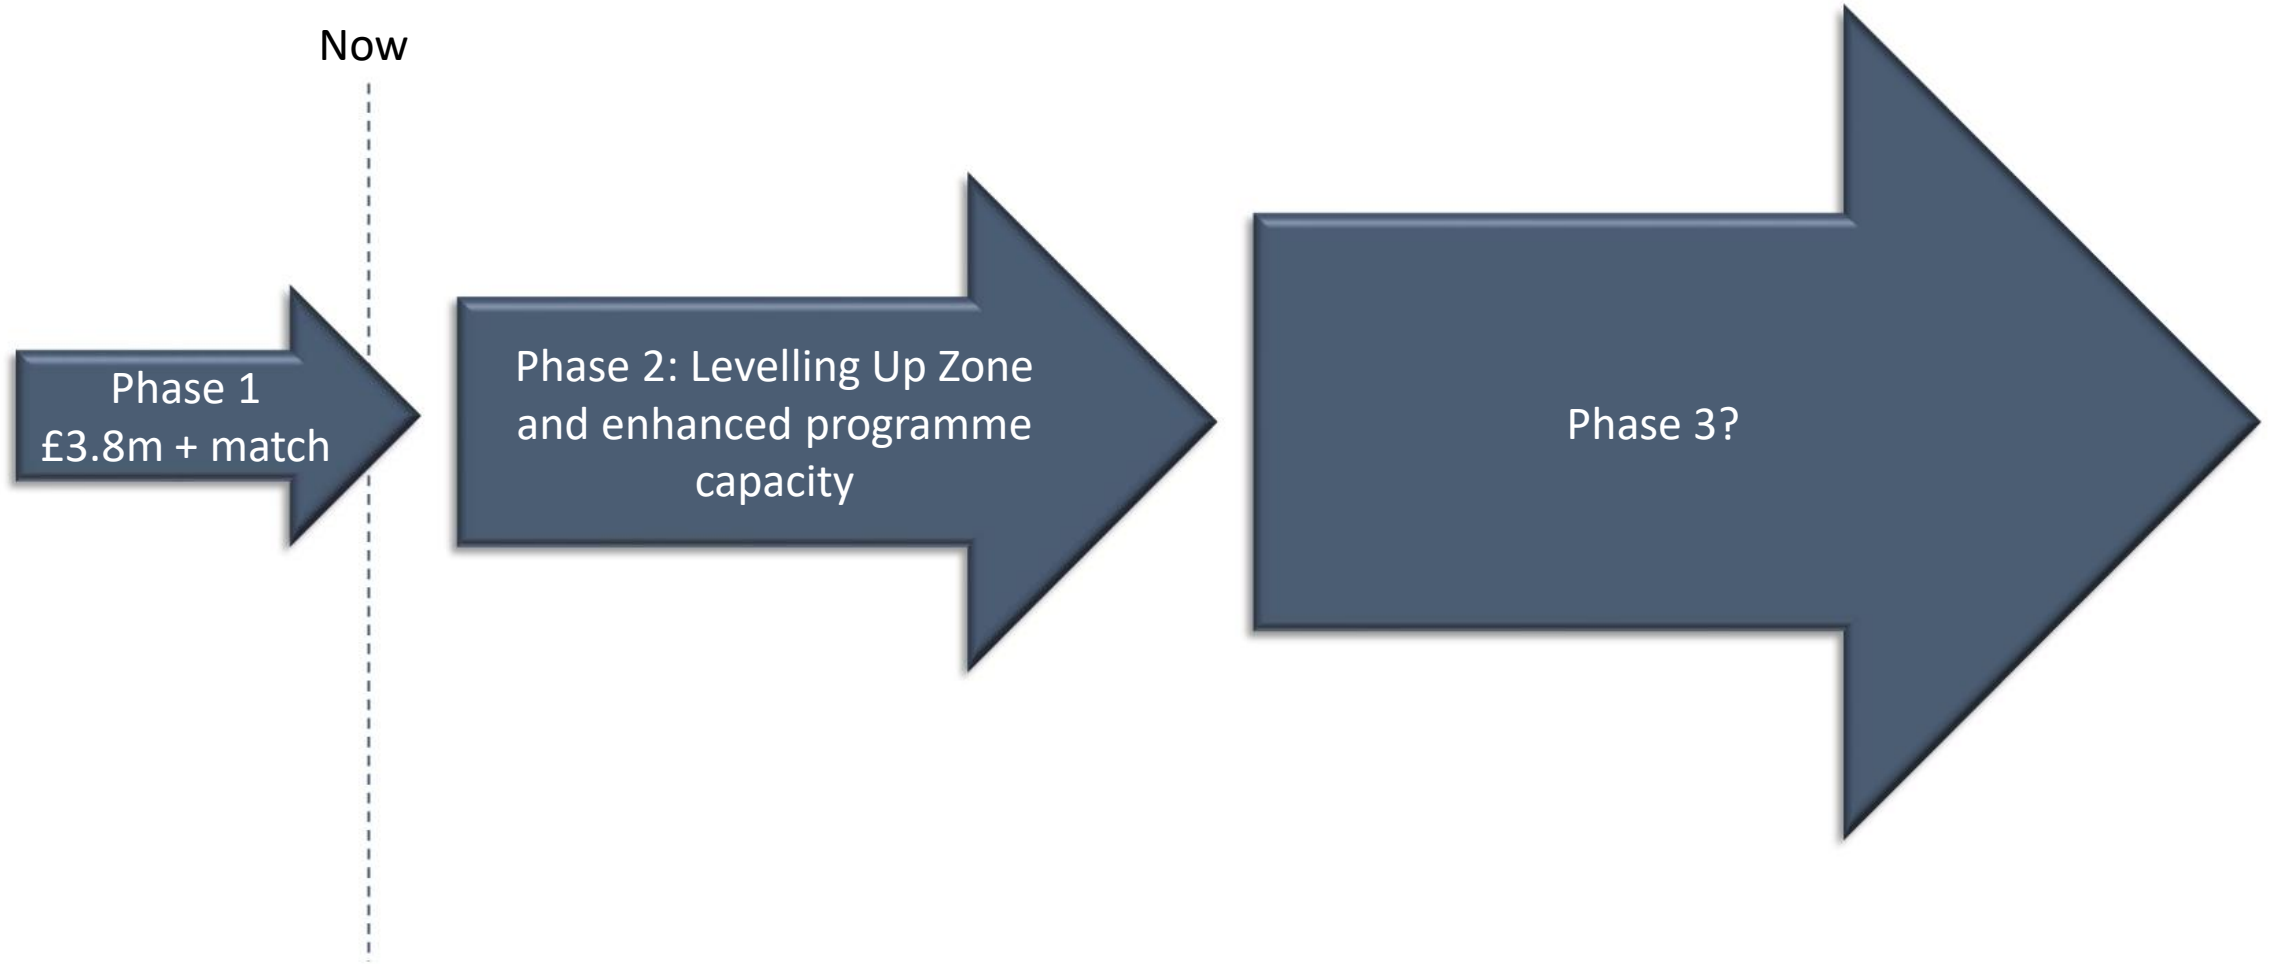 Now
Phase 1
£3.8m + match
Phase 2: Levelling Up Zone
and enhanced programme
capacity
Phase 3?